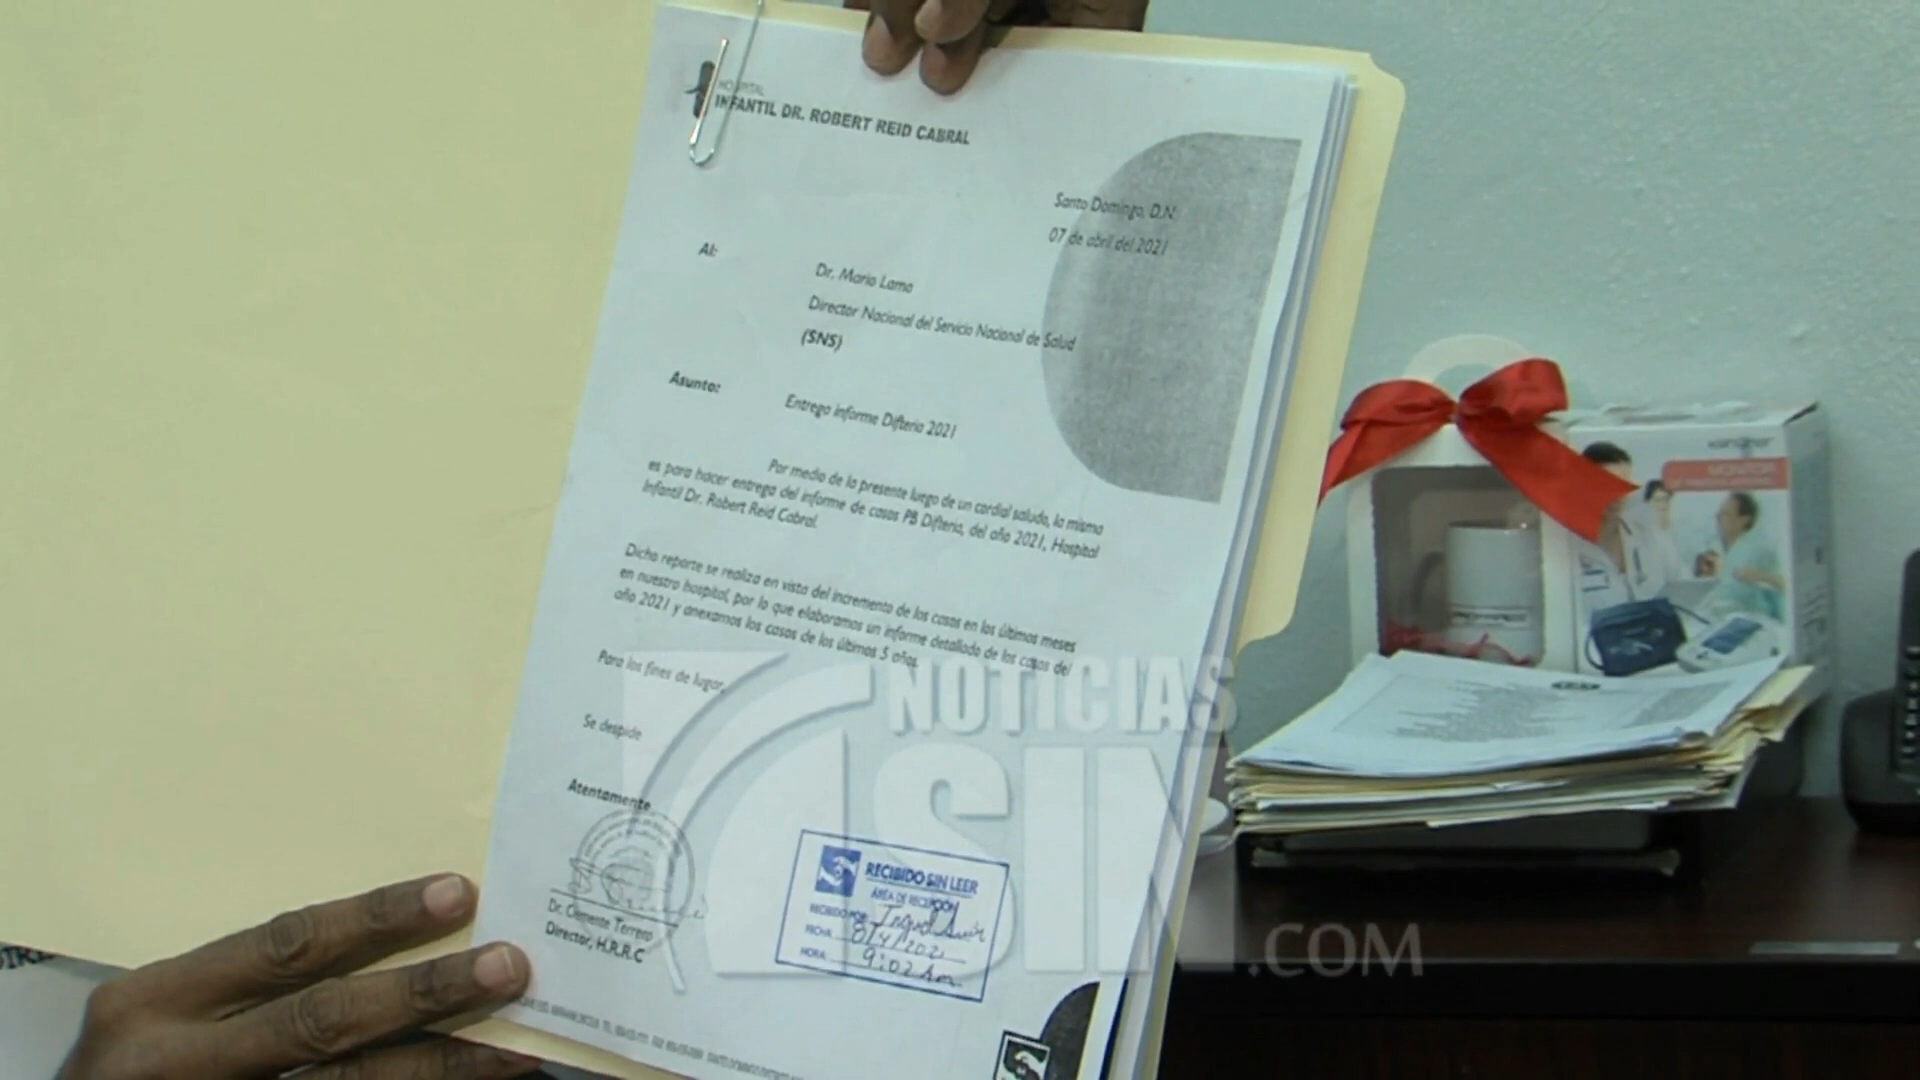 HOSPITAL
INFANTIL DR. ROBERT REID CABRAL
Santo Domingo, D.N.
07 de abril del 2021
Al:
Dr. Mario Lama
Director Nacional del Servicio Nacional de Salud
(SNS)
Asunto:
Entrega informe Difteria 2021
Por medio de la presente luego de un cordial saludo, la misma
es para hacer entrega del informe de casos PB Difteria, del año 2021, Hospital
Infantil Dr. Robert Reid Cabral.
Dicho reporte se realiza en vista del incremento de los casos en los últimos meses
en nuestro hospital, por lo que elaboramos un informe detallado de los casos del
año 2021 y anexamos los casos de los últimos 5 años.
Para los fines de lugar,
Se despide
Atentamente
Dr. Clemente Terrero
Director, H.R.R.C
RECIBIDO SIN LEER
ÁREA DE RECEPCIÓN
RECIBIDO POR:
FECHA 8/4/2021
HORA: 9:02 Am
NOTICIAS
SIN
.COM
MONITOR